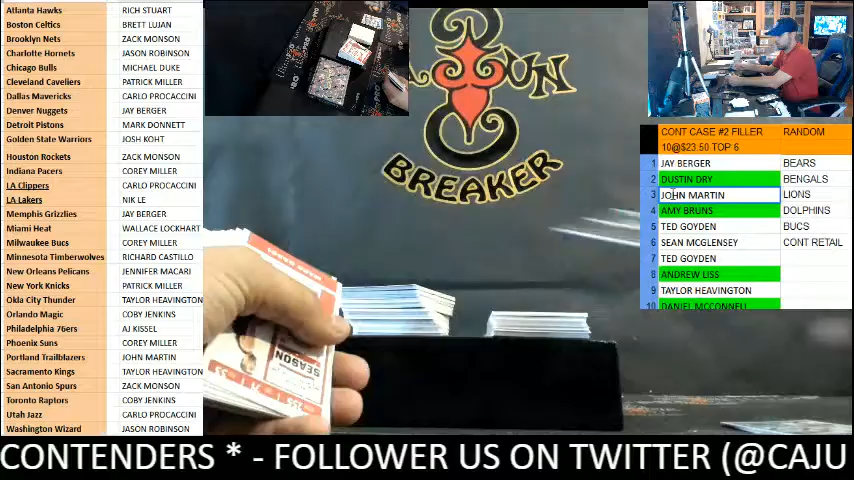 Atlanta Hawks RICH STUART
Boston Celtics BRETT LUJAN
Brooklyn Nets ZACK MONSON
Charlotte Hornets JASON ROBINSON
Chicago Bulls MICHAEL DUKE
Cleveland Cavaliers PATRICK MILLER
Dallas Mavericks CARLO PROCACCINI
Denver Nuggets JAY BERGER
Detroit Pistons MARK DONNETT
Golden State Warriors JOSH KOHT
Houston Rockets ZACK MONSON
Indiana Pacers COREY MILLER
LA Clippers CARLO PROCACCINI
LA Lakers NIK LE
Memphis Grizzlies JAY BERGER
Miami Heat WALLACE LOCKHART
Milwaukee Bucs COREY MILLER
Minnesota Timberwolves RICHARD CASTILLO
New Orleans Pelicans JENNIFER MACARI
New York Knicks PATRICK MILLER
Okla City Thunder TAYLOR HEAVINGTON
Orlando Magic COBY JENKINS
Philadelphia 76ers AJ KISSEL
Phoenix Suns COREY MILLER
Portland Trailblazers JOHN MARTIN
Sacramento Kings TAYLOR HEAVINGTON
San Antonio Spurs ZACK MONSON
Toronto Raptors COBY JENKINS
Utah Jazz CARLO PROCACCINI
Washington Wizard JASON ROBINSON
UN
BREAKER
SEASON
CONT CASE #2 FILLER RANDOM
10@$23.50 TOP 6
1 JAY BERGER BEARS
2 DUSTIN DRY BENGALS
3 JOHN MARTIN LIONS
4 AMY BRUNS DOLPHINS
5 TED GOYDEN BUCS
6 SEAN MCGLENSEY CONT RETAIL
7 TED GOYDEN
8 ANDREW LISS
9 TAYLOR HEAVINGTON
10 DANIEL MCCONNELL
CONTENDERS * - FOLLOWER US ON TWITTER (@CAJU